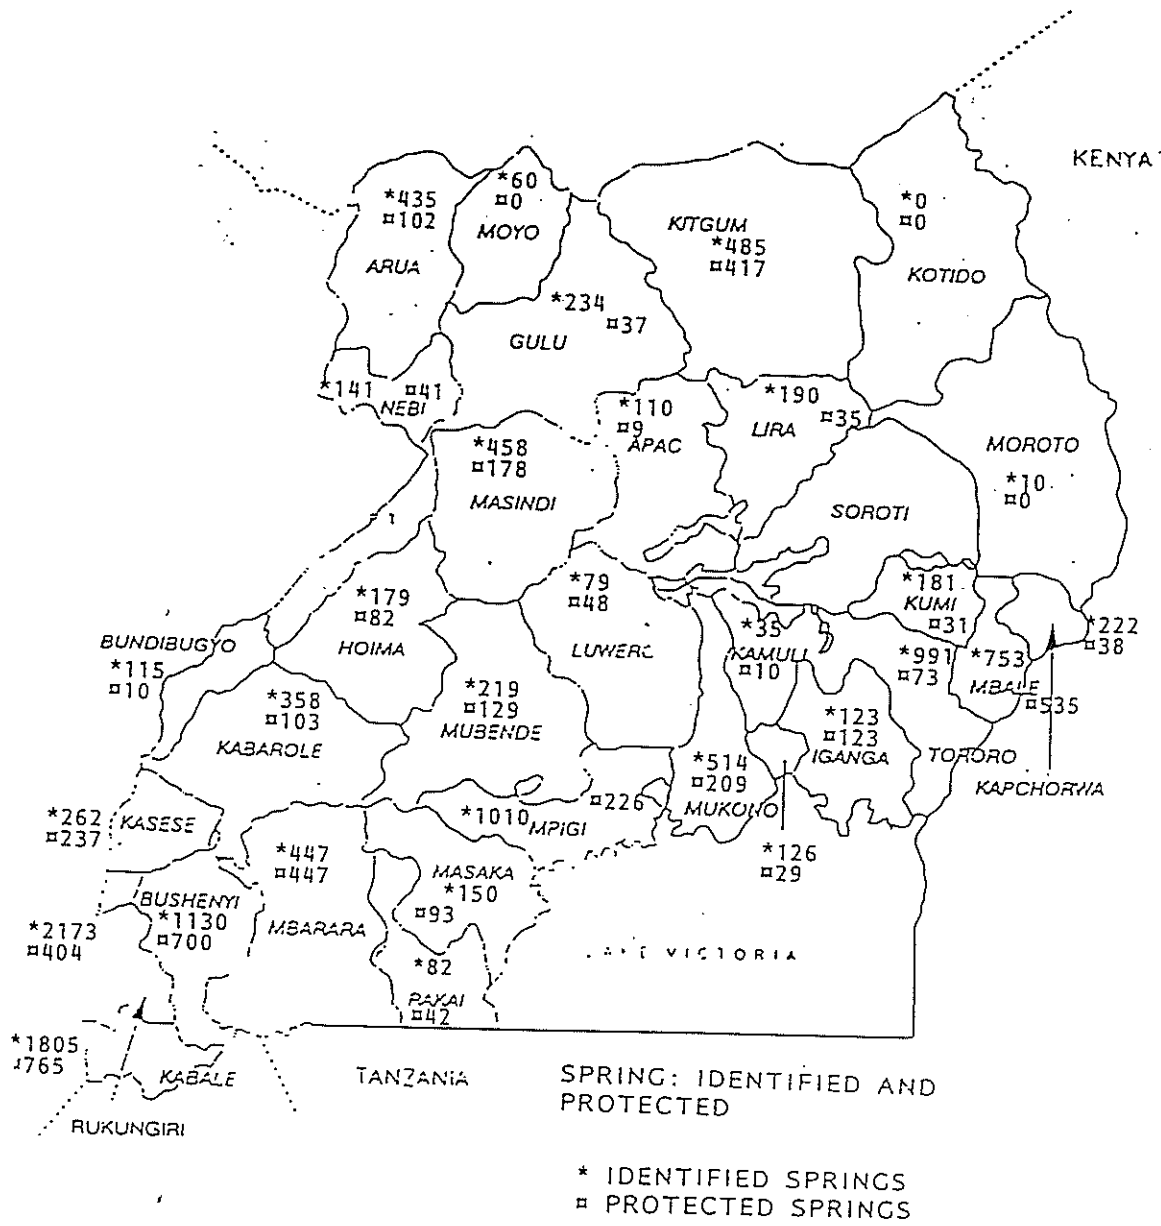 KENYA
*60
¤0
MOYO
*435
¤102
ARUA
KITGUM
*485
¤417
*0
¤0
KOTIDO
*234
¤37
GULU
*141 ¤41
NEBI
*110
¤9
APAC
*190
¤35
LIRA
MOROTO
*10
¤0
*458
¤178
MASINDI
SOROTI
*179
¤82
HOIMA
*79
¤48
*181
KUMI
¤31
*35
KAMULI
¤10
*222
¤38
BUNDIBUGYO
*115
¤10
*991
¤73
*753
MBALE
¤535
*358
¤103
KABAROLE
*219
¤129
MUBENDE
*123
¤123
IGANGA
TORORO
KAPCHORWA
*514
¤209
MUKONO
*262
¤237
KASESE
*1010 MPIGI
¤226
*447
¤447
MBARARA
MASAKA
*150
¤93
*126
¤29
BUSHENYI
*1130
¤700
*2173
¤404
VICTORIA
*82
¤42
*1805
765
KABALE
RUKUNGIRI
TANZANIA
SPRING: IDENTIFIED AND
PROTECTED
* IDENTIFIED SPRINGS
¤ PROTECTED SPRINGS